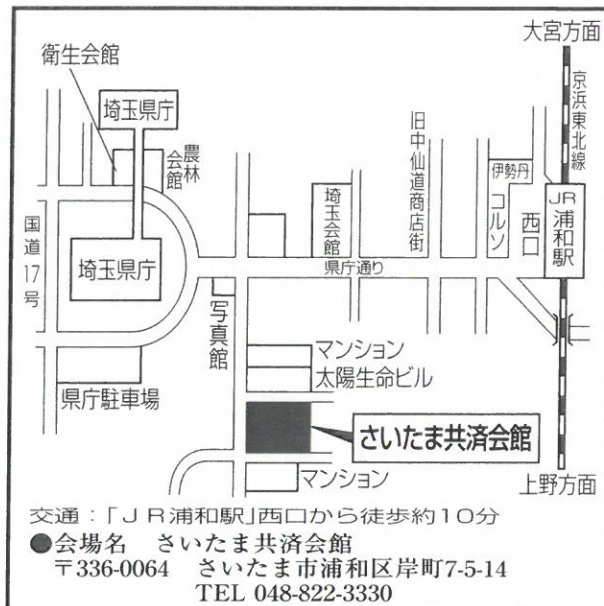 大宮方面
京浜東北線
衛生会館
埼玉県庁
農林会館
旧中仙道商店街
伊勢丹
コルソ
西口
JR浦和駅
埼玉会館
国道17号
埼玉県庁
県庁通り
写真館
マンション
太陽生命ビル
県庁駐車場
さいたま共済会館
マンション
上野方面
交通:「JR浦和駅」西口から徒歩約10分
●会場名 さいたま共済会館
〒336-0064 さいたま市浦和区岸町7-5-14
TEL 048-822-3330